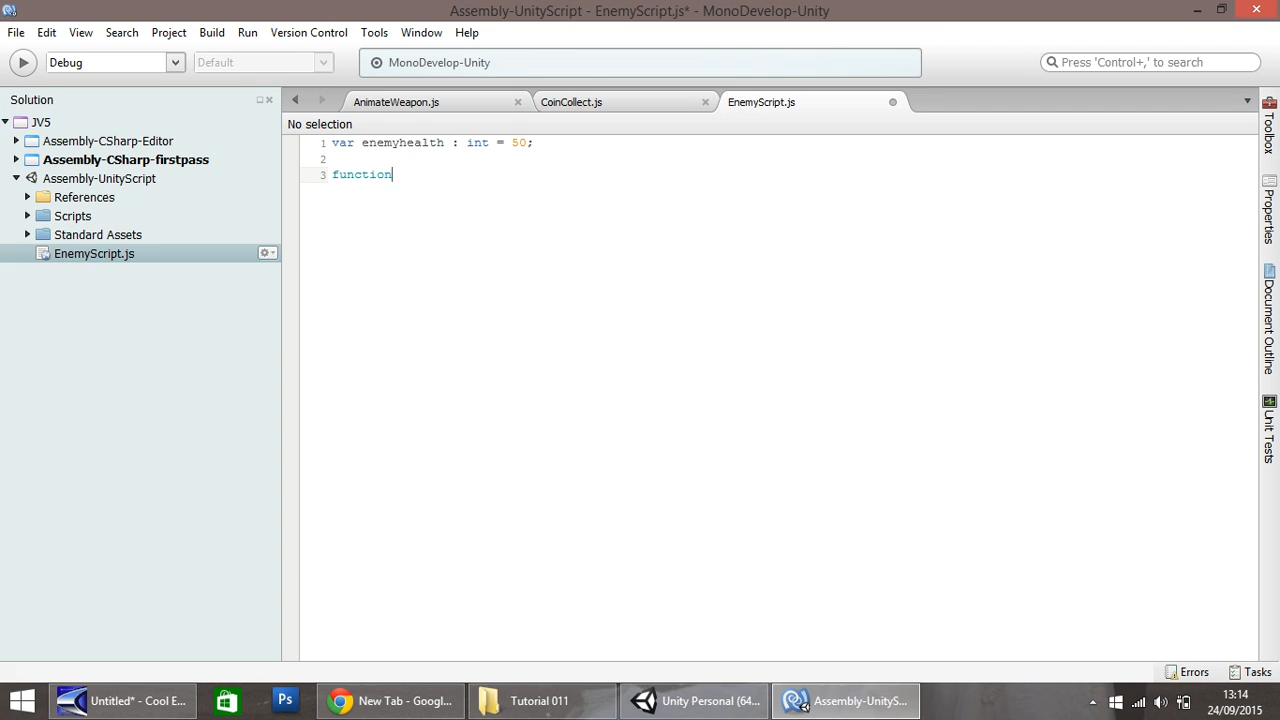 Assembly-UnityScript - EnemyScript.js* - MonoDevelop-Unity
File Edit View Search Project Build Run Version Control Tools Window Help
Debug Default MonoDevelop-Unity Press 'Control+,' to search
Solution
AnimateWeapon.js CoinCollect.js EnemyScript.js
No selection
JV5
Assembly-CSharp-Editor
Assembly-CSharp-firstpass
Assembly-UnityScript
References
Scripts
Standard Assets
EnemyScript.js
1 var enemyhealth : int = 50;
2
3 function
Toolbox
Properties
Document Outline
Unit Tests
Errors Tasks
Untitled* - Cool E...
Ps
New Tab - Googl...
Tutorial 011
Unity Personal (64...
Assembly-UnityS...
13:14
24/09/2015